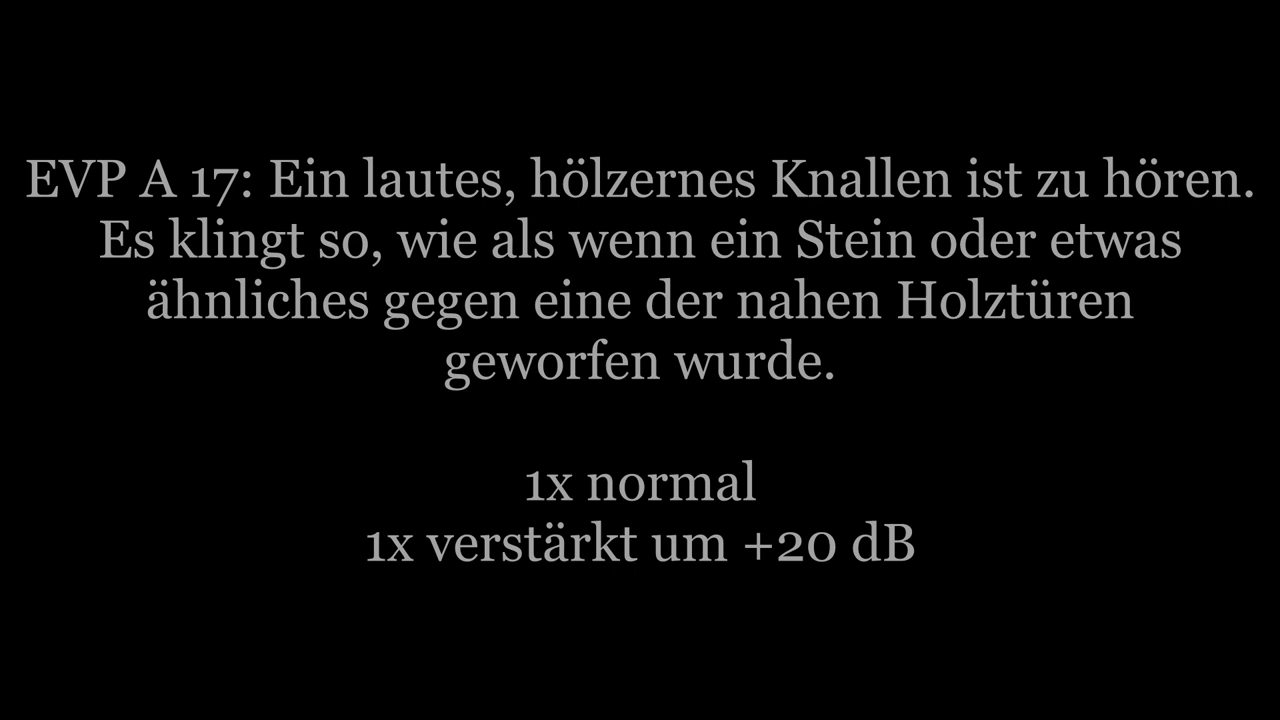 EVP A 17: Ein lautes, hölzernes Knallen ist zu hören.
Es klingt so, wie als wenn ein Stein oder etwas
ähnliches gegen eine der nahen Holztüren
geworfen wurde.
1x normal
1x verstärkt um +20 dB